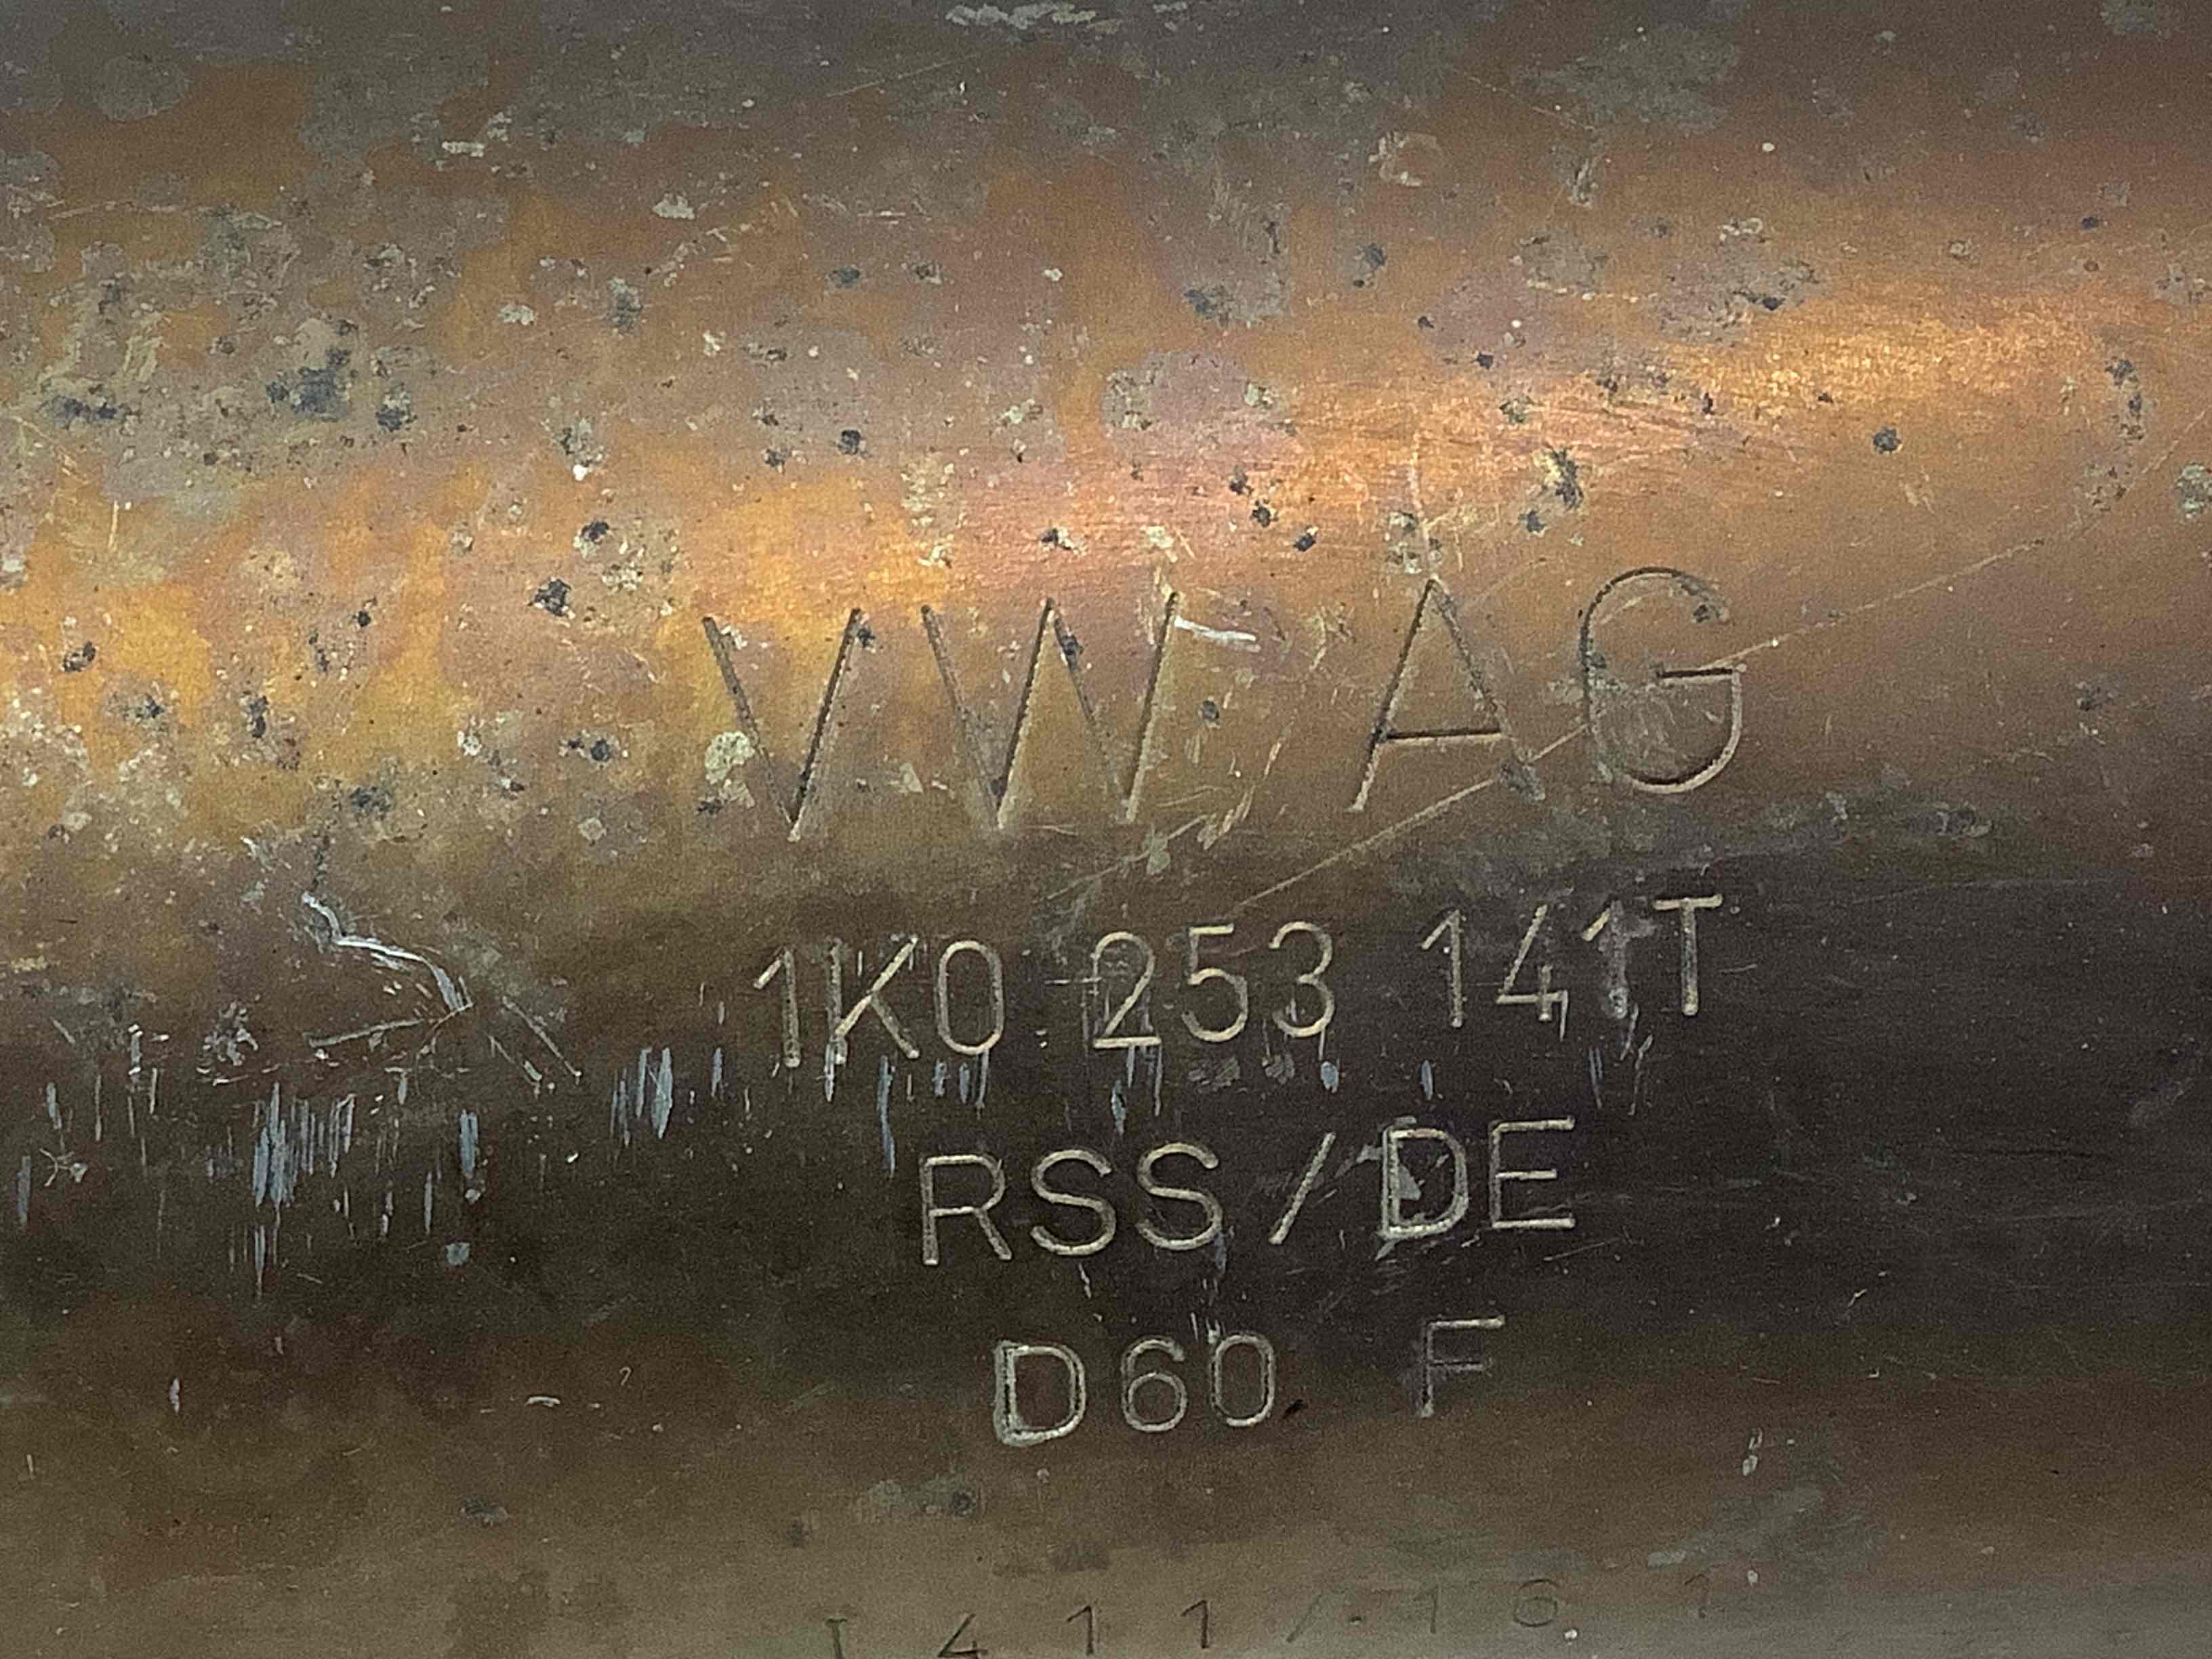 VW AG
1K0 253 141T
RSS/DE
D60 F